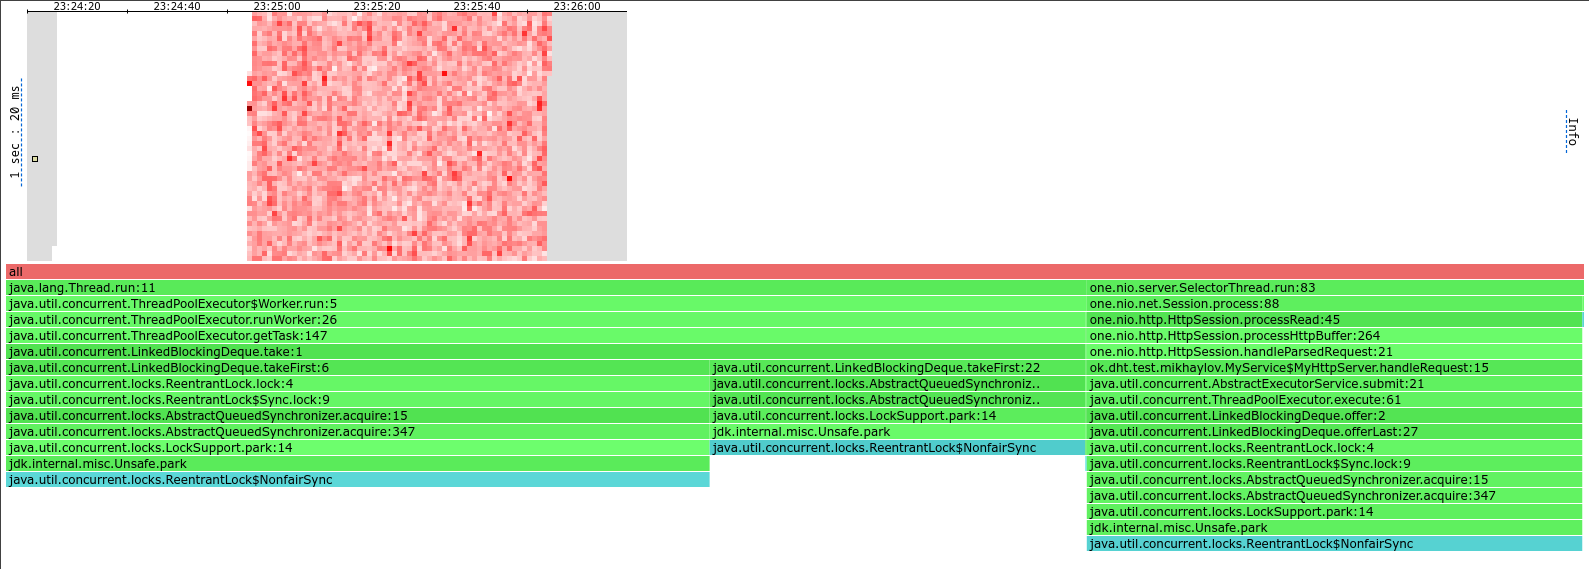 23:24:20 23:24:40 23:25:00 23:25:20 23:25:40 23:26:00
1 sec : 20 ms
Info
all
java.lang.Thread.run:11 one.nio.server.SelectorThread.run:83
java.util.concurrent.ThreadPoolExecutor$Worker.run:5 one.nio.net.Session.process:88
java.util.concurrent.ThreadPoolExecutor.runWorker:26 one.nio.http.HttpSession.processRead:45
java.util.concurrent.ThreadPoolExecutor.getTask:147 one.nio.http.HttpSession.processHttpBuffer:264
java.util.concurrent.LinkedBlockingDeque.take:1 one.nio.http.HttpSession.handleParsedRequest:21
java.util.concurrent.LinkedBlockingDeque.takeFirst:6 java.util.concurrent.LinkedBlockingDeque.takeFirst:22 ok.dht.test.mikhaylov.MyService$MyHttpServer.handleRequest:15
java.util.concurrent.locks.ReentrantLock.lock:4 java.util.concurrent.locks.AbstractQueuedSynchroniz.. java.util.concurrent.AbstractExecutorService.submit:21
java.util.concurrent.locks.ReentrantLock$Sync.lock:9 java.util.concurrent.locks.AbstractQueuedSynchroniz.. java.util.concurrent.ThreadPoolExecutor.execute:61
java.util.concurrent.locks.AbstractQueuedSynchronizer.acquire:15 java.util.concurrent.locks.LockSupport.park:14 java.util.concurrent.LinkedBlockingDeque.offer:2
java.util.concurrent.locks.AbstractQueuedSynchronizer.acquire:347 jdk.internal.misc.Unsafe.park java.util.concurrent.LinkedBlockingDeque.offerLast:27
java.util.concurrent.locks.LockSupport.park:14 java.util.concurrent.locks.ReentrantLock$NonfairSync java.util.concurrent.locks.ReentrantLock.lock:4
jdk.internal.misc.Unsafe.park java.util.concurrent.locks.ReentrantLock$Sync.lock:9
java.util.concurrent.locks.ReentrantLock$NonfairSync java.util.concurrent.locks.AbstractQueuedSynchronizer.acquire:15
java.util.concurrent.locks.AbstractQueuedSynchronizer.acquire:347
java.util.concurrent.locks.LockSupport.park:14
jdk.internal.misc.Unsafe.park
java.util.concurrent.locks.ReentrantLock$NonfairSync